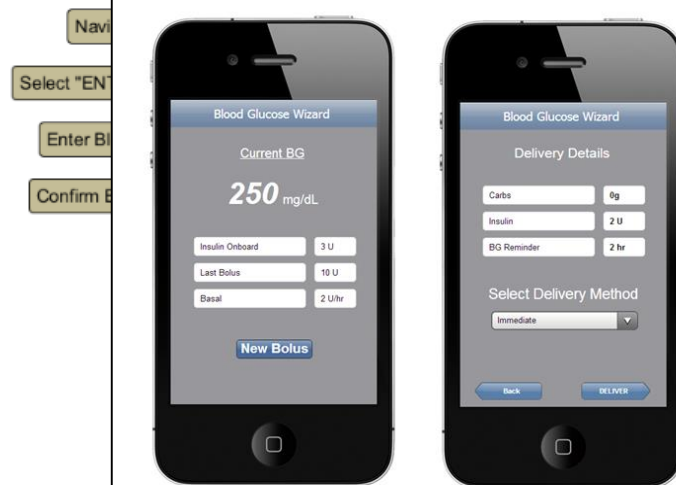 Navi
Select "ENT
Enter Bl
Confirm E
Blood Glucose Wizard
Current BG
250 mg/dL
Insulin Onboard 3 U
Last Bolus 10 U
Basal 2 U/hr
New Bolus
Blood Glucose Wizard
Delivery Details
Carbs 0g
Insulin 2 U
BG Reminder 2 hr
Select Delivery Method
Immediate
Back DELIVER